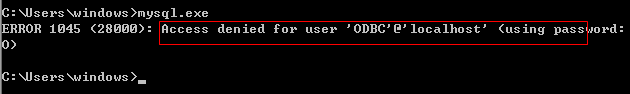 C:\Users\windows>mysql.exe
ERROR 1045 (28000): Access denied for user 'ODBC'@'localhost' (using password:
O)
C:\Users\windows>_